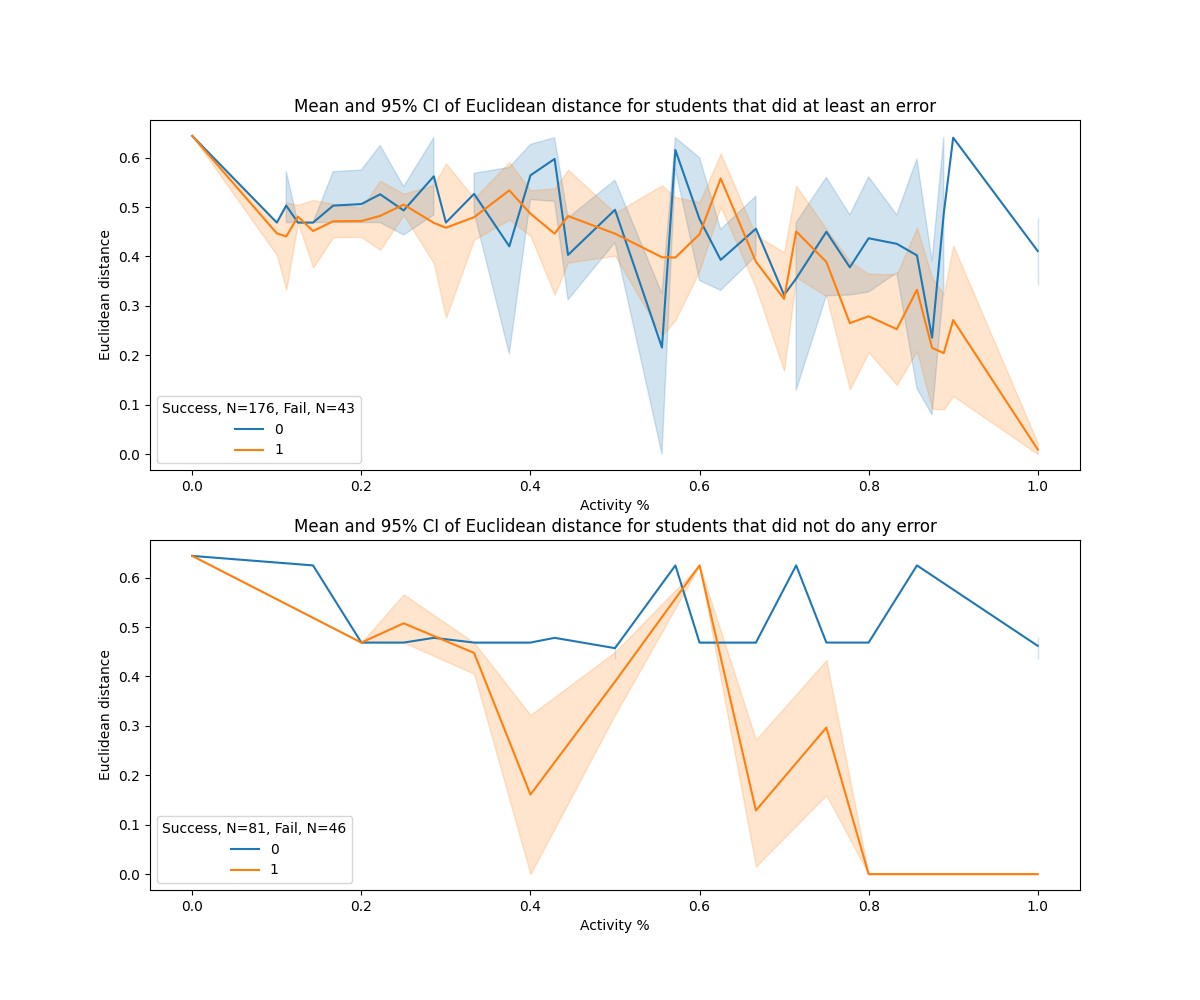 Mean and 95% CI of Euclidean distance for students that did at least an error
Euclidean distance
0.6
0.5
0.4
0.3
0.2
0.1
0.0
Success, N=176, Fail, N=43
0
1
0.0 0.2 0.4 0.6 0.8 1.0
Activity %
Mean and 95% CI of Euclidean distance for students that did not do any error
Euclidean distance
0.6
0.5
0.4
0.3
0.2
0.1
0.0
Success, N=81, Fail, N=46
0
1
0.0 0.2 0.4 0.6 0.8 1.0
Activity %